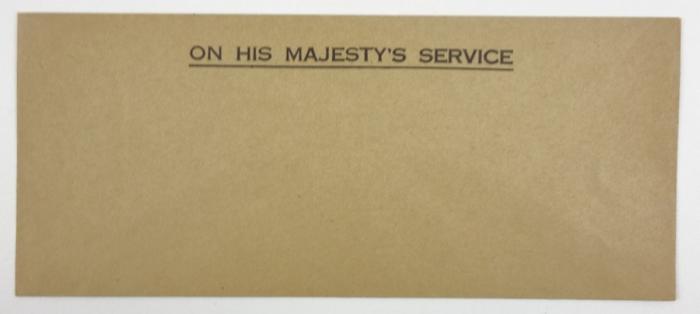 ON HIS MAJESTY'S SERVICE